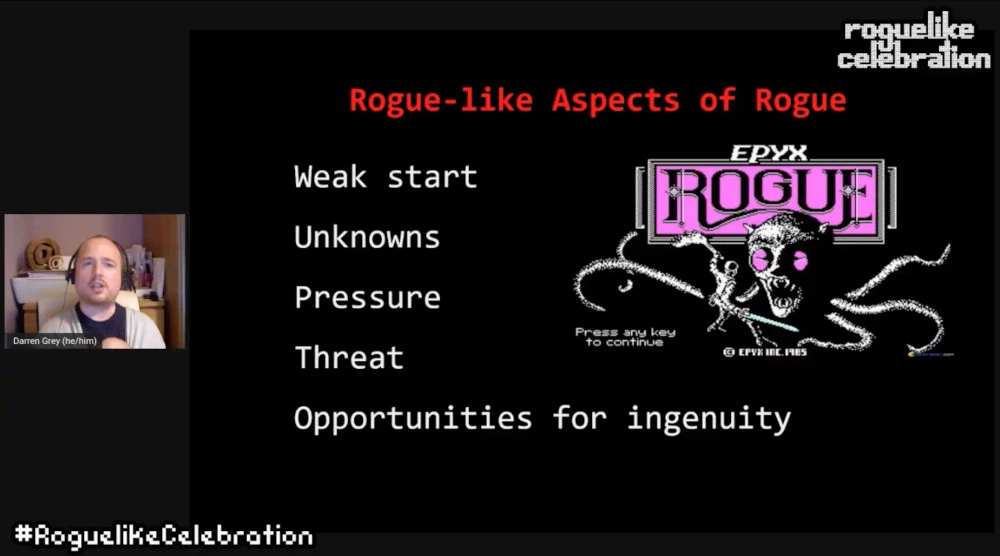 roguelike
celebration
Rogue-like Aspects of Rogue
EPYX
ROGUE
Weak start
Unknowns
Pressure
Threat
Opportunities for ingenuity
Press any key
to continue
© EPYX INC. 1985
Darren Grey (he/him)
#RoguelikeCelebration